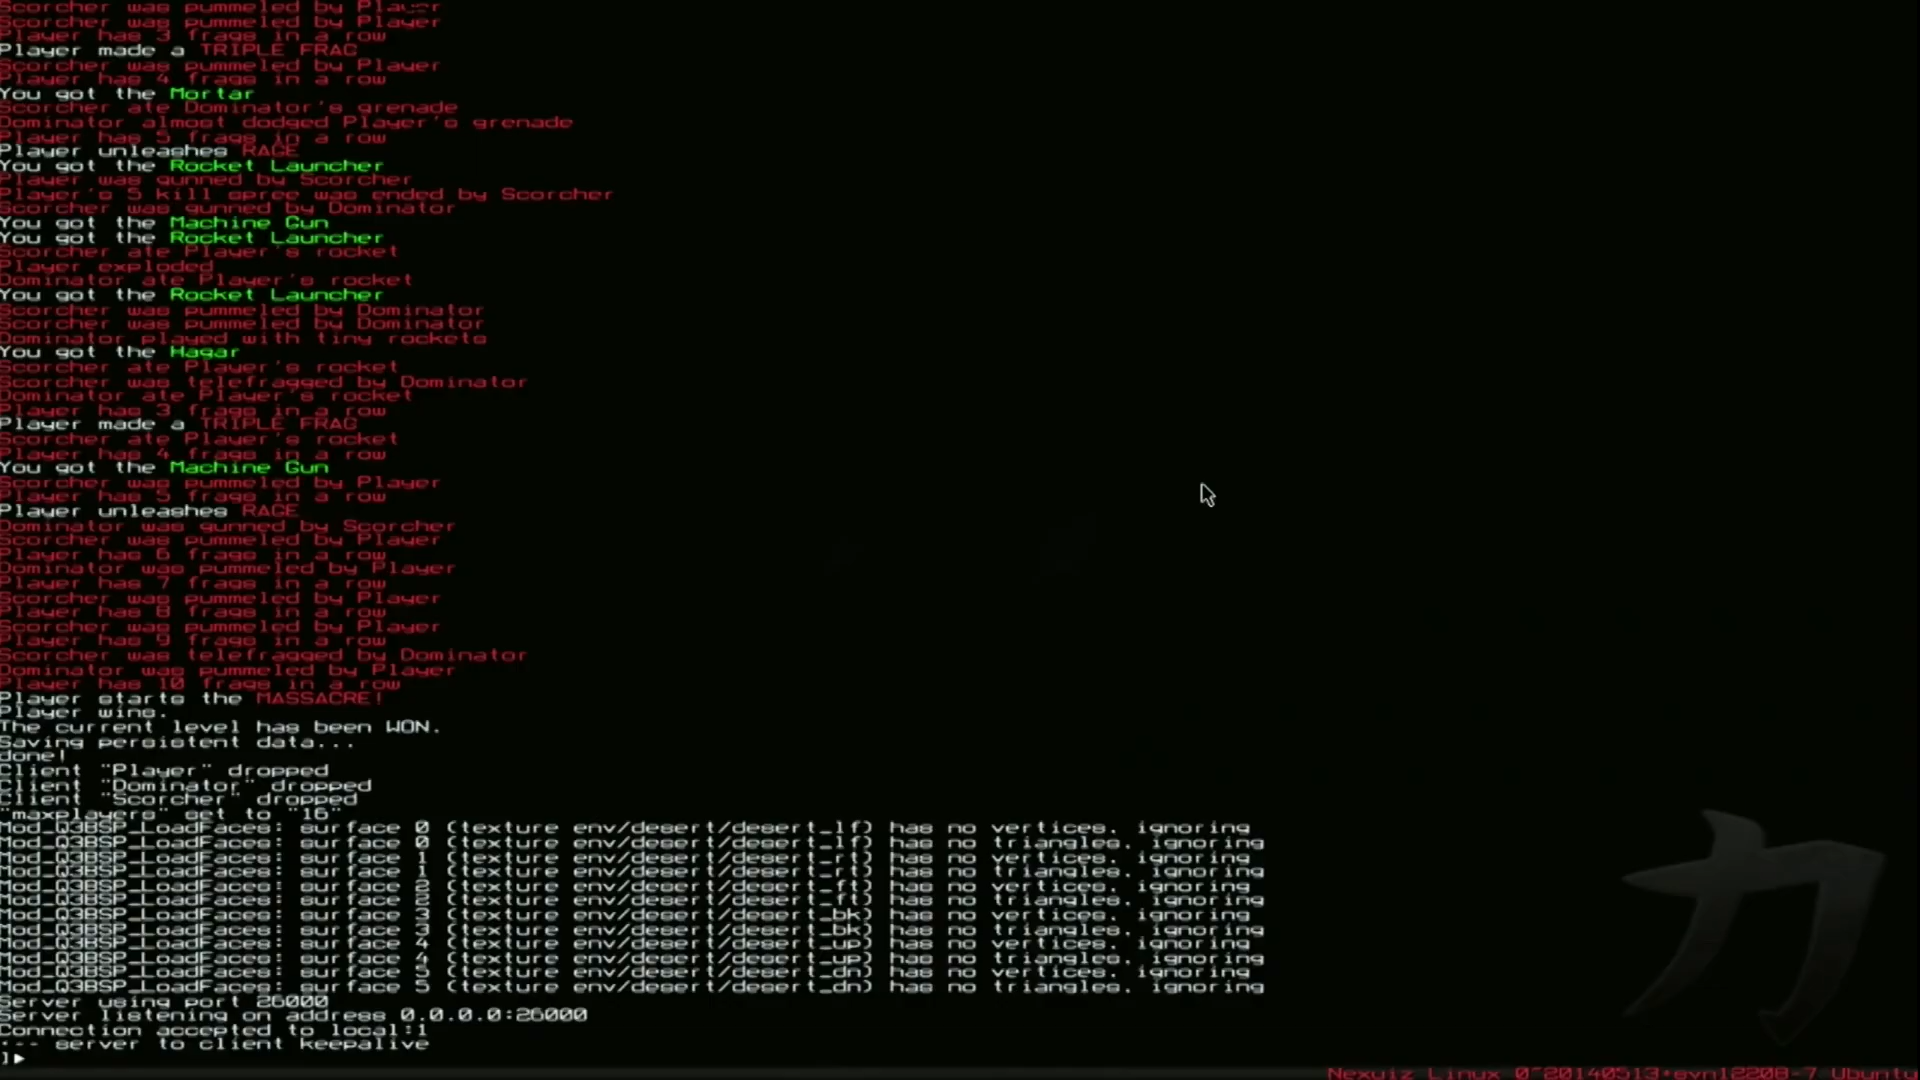 Scorcher was pummeled by Player
Scorcher was pummeled by Player
Player has 3 frags in a row
Player made a TRIPLE FRAG
Scorcher was pummeled by Player
Player has 4 frags in a row
You got the Mortar
Scorcher ate Dominator's grenade
Dominator almost dodged Player's grenade
Player has 5 frags in a row
Player unleashes RAGE
You got the Rocket Launcher
Player was gunned by Scorcher
Player's 5 kill spree was ended by Scorcher
Scorcher was gunned by Dominator
You got the Machine Gun
You got the Rocket Launcher
Scorcher ate Player's rocket
Player exploded
Dominator ate Player's rocket
You got the Rocket Launcher
Scorcher was pummeled by Dominator
Scorcher was pummeled by Dominator
Dominator played with tiny rockets
You got the Hagar
Scorcher ate Player's rocket
Scorcher was telefragged by Dominator
Dominator ate Player's rocket
Player has 3 frags in a row
Player made a TRIPLE FRAG
Scorcher ate Player's rocket
Player has 4 frags in a row
You got the Machine Gun
Scorcher was pummeled by Player
Player has 5 frags in a row
Player unleashes RAGE
Dominator was gunned by Scorcher
Scorcher was pummeled by Player
Player has 6 frags in a row
Dominator was pummeled by Player
Player has 7 frags in a row
Scorcher was pummeled by Player
Player has 8 frags in a row
Scorcher was pummeled by Player
Player has 9 frags in a row
Scorcher was telefragged by Dominator
Dominator was pummeled by Player
Player has 10 frags in a row
Player starts the MASSACRE!
Player wins.
The current level has been WON.
Saving persistent data...
done!
Client "Player" dropped
Client "Dominator" dropped
Client "Scorcher" dropped
"maxplayers" set to "16"
Mod_Q3BSP_LoadFaces: surface 0 (texture env/desert/desert_lf) has no vertices, ignoring
Mod_Q3BSP_LoadFaces: surface 0 (texture env/desert/desert_lf) has no triangles, ignoring
Mod_Q3BSP_LoadFaces: surface 1 (texture env/desert/desert_rt) has no vertices, ignoring
Mod_Q3BSP_LoadFaces: surface 1 (texture env/desert/desert_rt) has no triangles, ignoring
Mod_Q3BSP_LoadFaces: surface 2 (texture env/desert/desert_ft) has no vertices, ignoring
Mod_Q3BSP_LoadFaces: surface 2 (texture env/desert/desert_ft) has no triangles, ignoring
Mod_Q3BSP_LoadFaces: surface 3 (texture env/desert/desert_bk) has no vertices, ignoring
Mod_Q3BSP_LoadFaces: surface 3 (texture env/desert/desert_bk) has no triangles, ignoring
Mod_Q3BSP_LoadFaces: surface 4 (texture env/desert/desert_up) has no vertices, ignoring
Mod_Q3BSP_LoadFaces: surface 4 (texture env/desert/desert_up) has no triangles, ignoring
Mod_Q3BSP_LoadFaces: surface 5 (texture env/desert/desert_dn) has no vertices, ignoring
Mod_Q3BSP_LoadFaces: surface 5 (texture env/desert/desert_dn) has no triangles, ignoring
Server using port 26000
Server listening on address 0.0.0.0:26000
Connection accepted to local:1
--- server to client keepalive
]
力
Nexuiz Linux 0~20140513+svn12208-7 Ubuntu